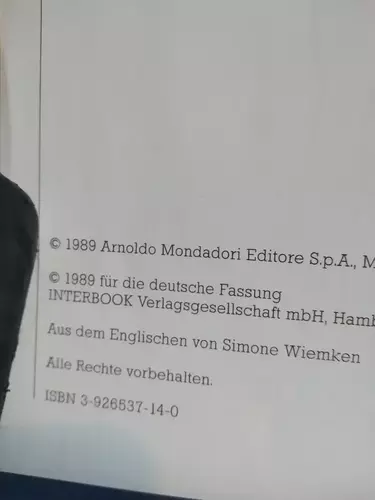 © 1989 Arnoldo Mondadori Editore S.p.A., M
© 1989 für die deutsche Fassung
INTERBOOK Verlagsgesellschaft mbH, Hamb
Aus dem Englischen von Simone Wiemken
Alle Rechte vorbehalten.
ISBN 3-926537-14-0